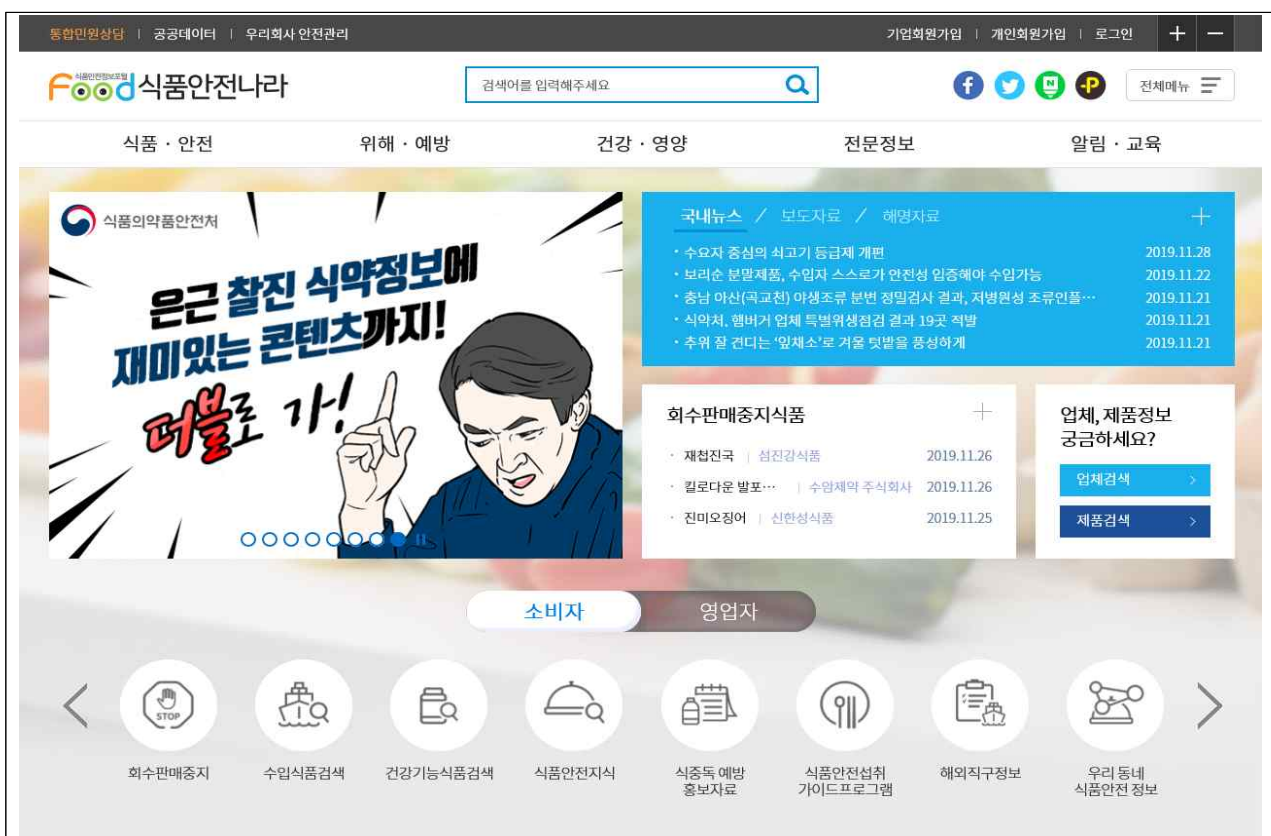 통합민원상담 | 공공데이터 | 우리회사 안전관리
기업회원가입 | 개인회원가입 | 로그인 + −
식품안전정보포털
Food 식품안전나라
검색어를 입력해주세요
전체메뉴
식품 · 안전 위해 · 예방 건강 · 영양 전문정보 알림 · 교육
식품의약품안전처
은근 찰진 식약정보에
재미있는 콘텐츠까지!
더블로 가!
국내뉴스 / 보도자료 / 해명자료 +
· 수요자 중심의 쇠고기 등급제 개편 2019.11.28
· 보리순 분말제품, 수입자 스스로가 안전성 입증해야 수입가능 2019.11.22
· 충남 아산(곡교천) 야생조류 분변 정밀검사 결과, 저병원성 조류인플… 2019.11.21
· 식약처, 햄버거 업체 특별위생점검 결과 19곳 적발 2019.11.21
· 추위 잘 견디는 ‘잎채소’로 겨울 텃밭을 풍성하게 2019.11.21
회수판매중지식품 +
· 재첩진국 | 섬진강식품 2019.11.26
· 킬로다운 발포… | 수암제약 주식회사 2019.11.26
· 진미오징어 | 신한성식품 2019.11.25
업체, 제품정보
궁금하세요?
업체검색 >
제품검색 >
소비자 영업자
STOP
회수판매중지
수입식품검색
건강기능식품검색
식품안전지식
식중독 예방
홍보자료
식품안전섭취
가이드프로그램
해외직구정보
우리 동네
식품안전 정보